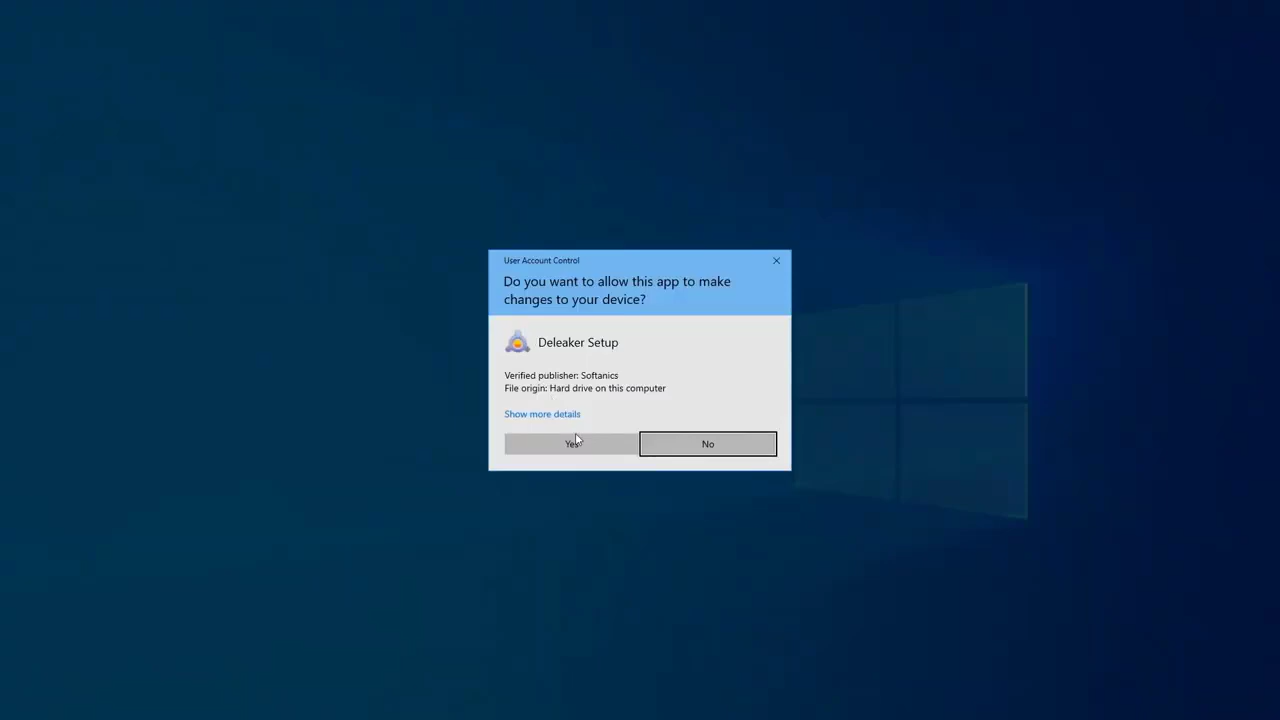 User Account Control
Do you want to allow this app to make
changes to your device?
Deleaker Setup
Verified publisher: Softanics
File origin: Hard drive on this computer
Show more details
Yes
No